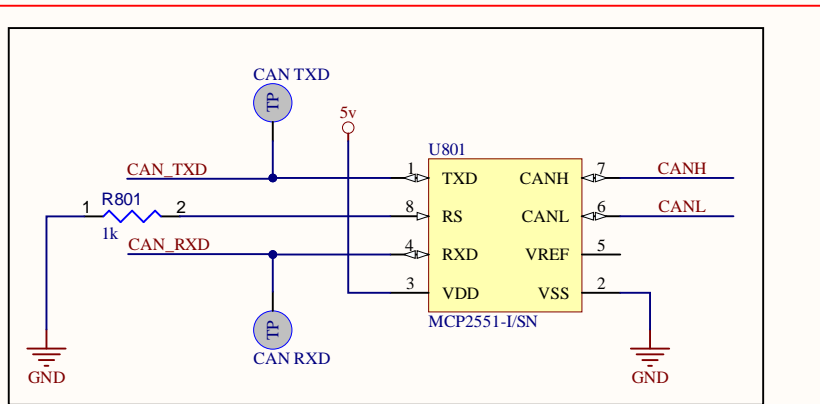 CAN TXD
TP
5v
U801
CAN_TXD
1
TXD
CANH
7
CANH
R801
1
2
1k
8
RS
CANL
6
CANL
CAN_RXD
4
RXD
VREF
5
3
VDD
VSS
2
MCP2551-I/SN
TP
CAN RXD
GND
GND